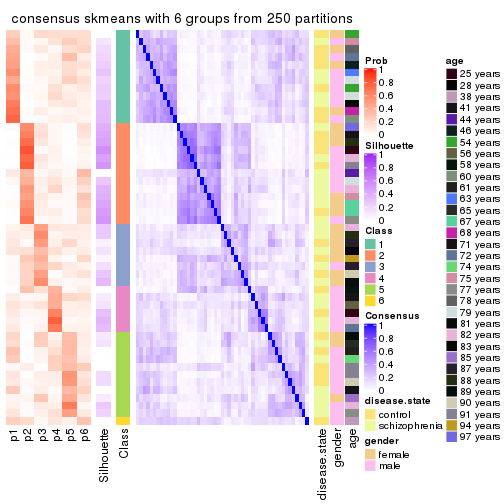 consensus skmeans with 6 groups from 250 partitions
p1
p2
p3
p4
p5
p6
Silhouette
Class
disease.state
gender
age
Prob
1
0.8
0.6
0.4
0.2
0
Silhouette
1
0.8
0.6
0.4
0.2
0
Class
1
2
3
4
5
6
Consensus
1
0.8
0.6
0.4
0.2
0
disease.state
control
schizophrenia
gender
female
male
age
25 years
28 years
38 years
41 years
44 years
46 years
54 years
56 years
58 years
60 years
61 years
63 years
65 years
67 years
68 years
71 years
72 years
74 years
75 years
77 years
78 years
79 years
81 years
82 years
83 years
85 years
87 years
88 years
89 years
90 years
91 years
94 years
97 years